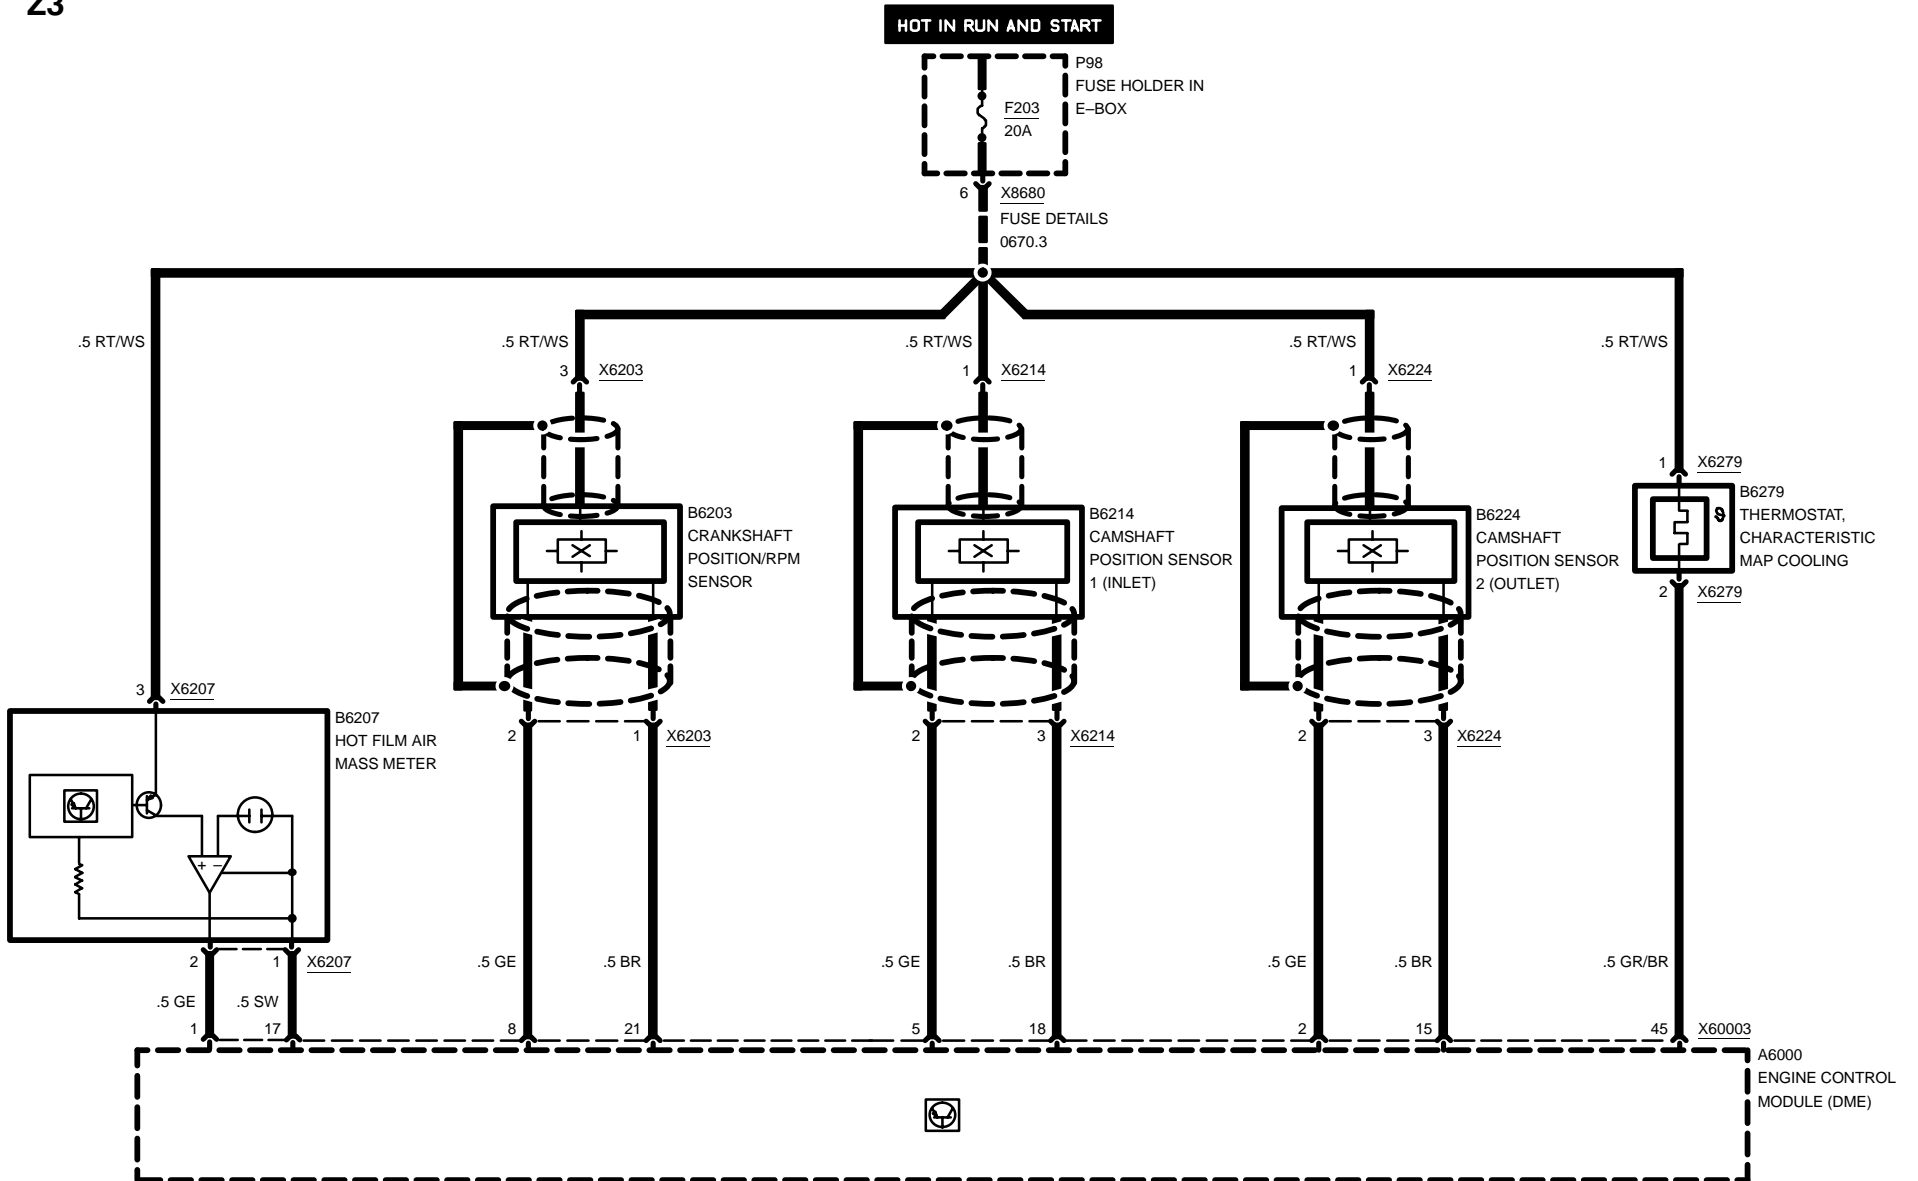 Z3
HOT IN RUN AND START
P98
FUSE HOLDER IN
E–BOX
F203
20A
6 X8680
FUSE DETAILS
0670.3
.5 RT/WS .5 RT/WS .5 RT/WS .5 RT/WS .5 RT/WS
3 X6203 1 X6214 1 X6224
1 X6279
B6279
THERMOSTAT,
CHARACTERISTIC
MAP COOLING
2 X6279
B6203
CRANKSHAFT
POSITION/RPM
SENSOR
B6214
CAMSHAFT
POSITION SENSOR
1 (INLET)
B6224
CAMSHAFT
POSITION SENSOR
2 (OUTLET)
3 X6207
B6207
HOT FILM AIR
MASS METER
+ −
2 1 X6203 2 3 X6214 2 3 X6224
2 1 X6207 .5 GE .5 BR .5 GE .5 BR .5 GE .5 BR .5 GR/BR
.5 GE .5 SW
1 17 8 21 5 18 2 15 45 X60003
A6000
ENGINE CONTROL
MODULE (DME)